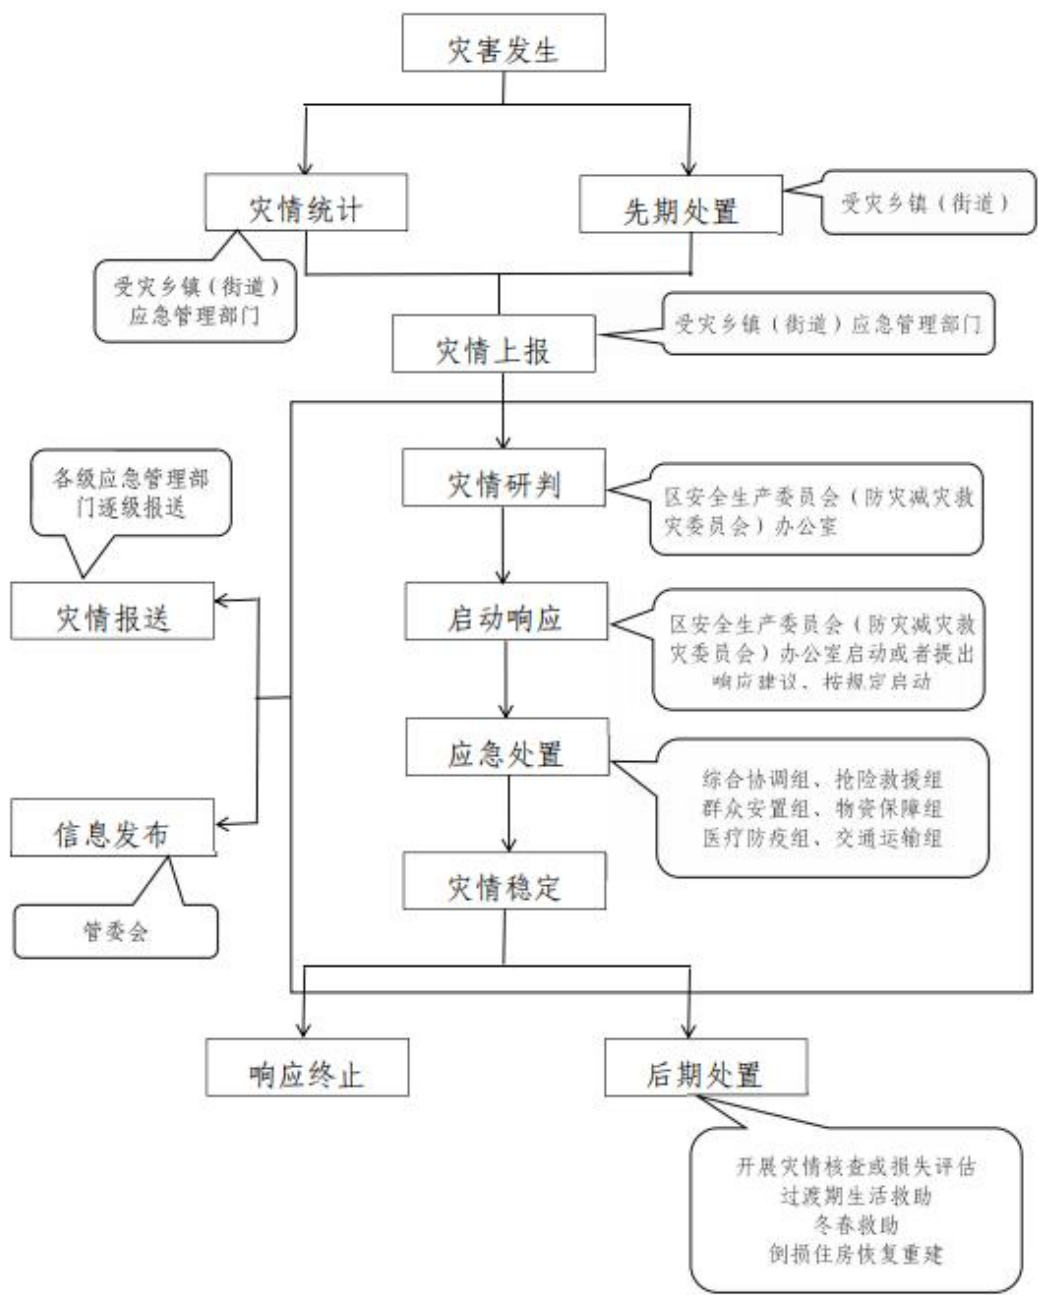 灾害发生
灾情统计
先期处置
受灾乡镇（街道）
受灾乡镇（街道）
应急管理部门
灾情上报
受灾乡镇（街道）应急管理部门
各级应急管理部
门逐级报送
灾情研判
区安全生产委员会（防灾减灾救
灾委员会）办公室
灾情报送
启动响应
区安全生产委员会（防灾减灾救
灾委员会）办公室启动或者提出
响应建议、按规定启动
应急处置
综合协调组、抢险救援组
群众安置组、物资保障组
医疗防疫组、交通运输组
信息发布
管委会
灾情稳定
响应终止
后期处置
开展灾情核查或损失评估
过渡期生活救助
冬春救助
倒损住房恢复重建